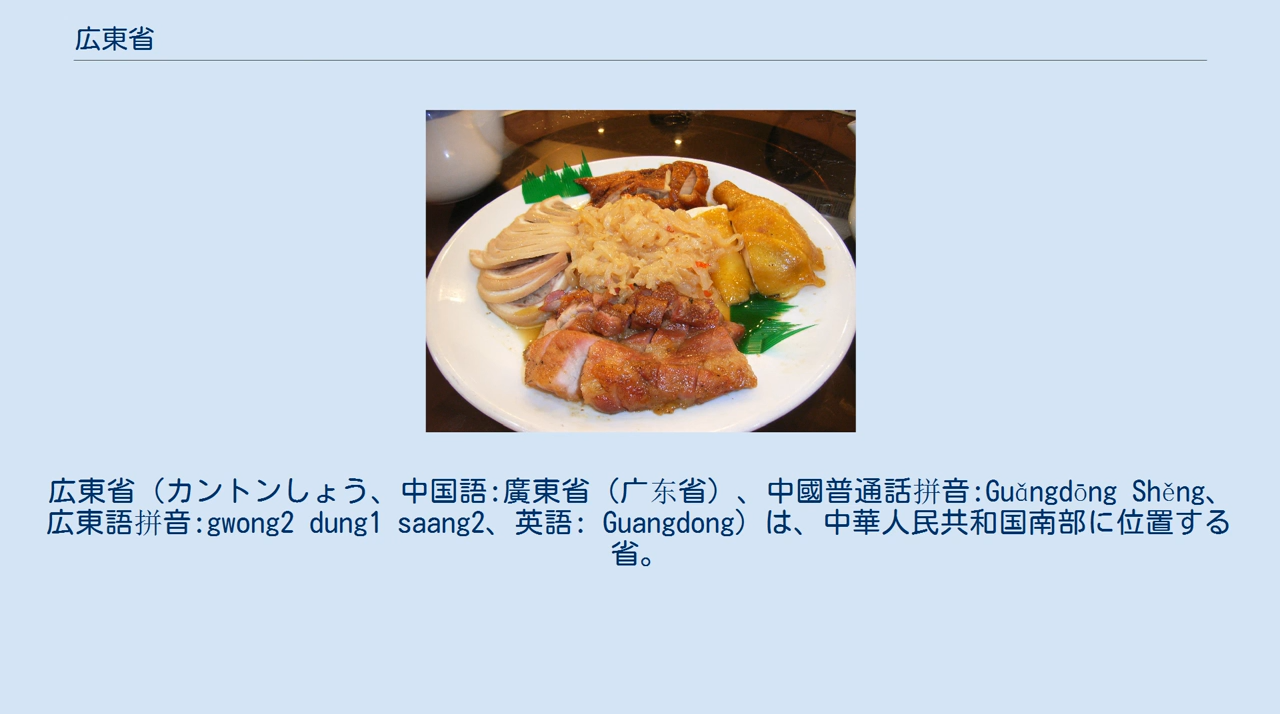 広東省
広東省（カントンしょう、中国語:廣東省（广东省）、中國普通話拼音:Guǎngdōng Shěng、
広東語拼音:gwong2 dung1 saang2、英語: Guangdong）は、中華人民共和国南部に位置する
省。